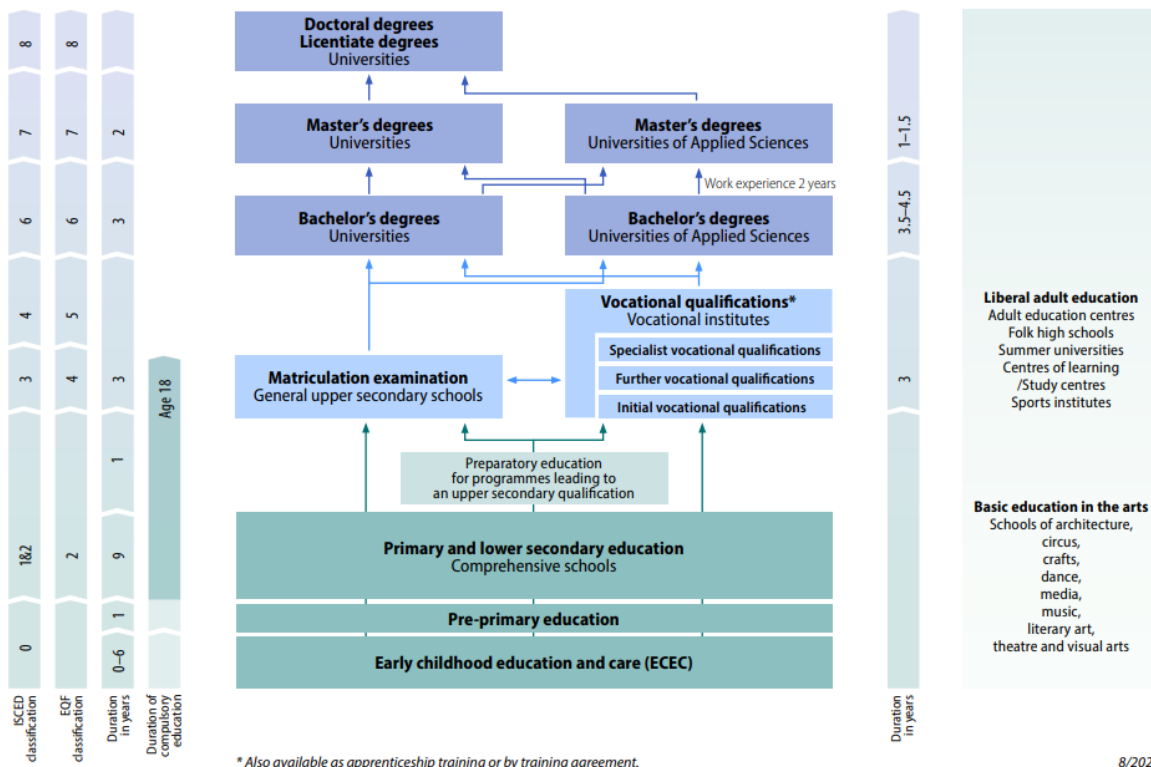 8
7
6
4
3
1&2
0
ISCED
classification
8
7
6
5
4
2
EQF
classification
2
3
3
1
9
1
0–6
Duration
in years
Age 18
Duration of
compulsory
education
Doctoral degrees
Licentiate degrees
Universities
Master's degrees
Universities
Master's degrees
Universities of Applied Sciences
Work experience 2 years
Bachelor's degrees
Universities
Bachelor's degrees
Universities of Applied Sciences
Vocational qualifications*
Vocational institutes
Specialist vocational qualifications
Further vocational qualifications
Initial vocational qualifications
Matriculation examination
General upper secondary schools
Preparatory education
for programmes leading to
an upper secondary qualification
Primary and lower secondary education
Comprehensive schools
Pre-primary education
Early childhood education and care (ECEC)
* Also available as apprenticeship training or by training agreement.
1–1.5
3.5–4.5
3
Duration
in years
Liberal adult education
Adult education centres
Folk high schools
Summer universities
Centres of learning
/Study centres
Sports institutes
Basic education in the arts
Schools of architecture,
circus,
crafts,
dance,
media,
music,
literary art,
theatre and visual arts
8/202